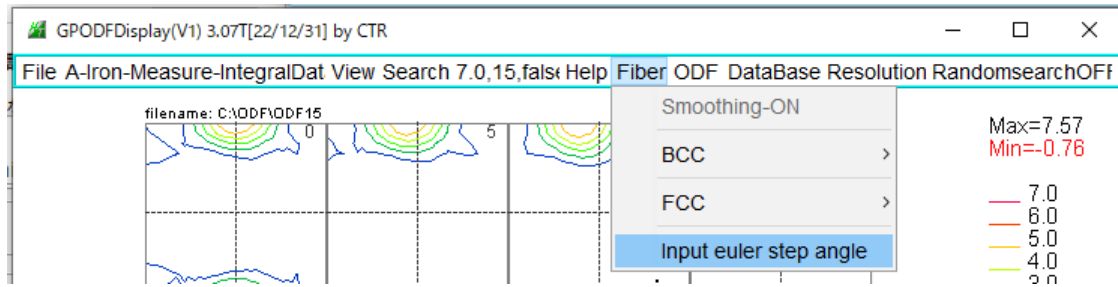 GPODFDisplay(V1) 3.07T[22/12/31] by CTR
File A-Iron-Measure-IntegralDat View Search 7.0,15,false Help Fiber ODF DataBase Resolution RandomsearchOFF
filename: C:\ODF\ODF15
0 5
Smoothing-ON
BCC
FCC
Input euler step angle
Max=7.57
Min=-0.76
7.0
6.0
5.0
4.0
3.0